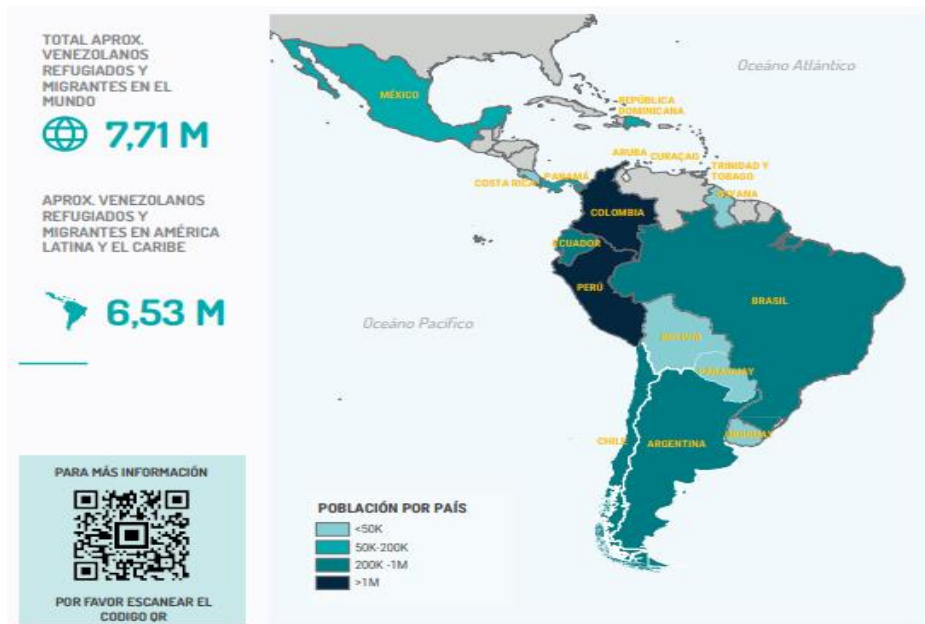 TOTAL APROX.
VENEZOLANOS
REFUGIADOS Y
MIGRANTES EN EL
MUNDO
7,71 M
APROX. VENEZOLANOS
REFUGIADOS Y
MIGRANTES EN AMÉRICA
LATINA Y EL CARIBE
6,53 M
PARA MÁS INFORMACIÓN
POR FAVOR ESCANEAR EL
CODIGO QR
Oceáno Atlántico
MÉXICO
REPÚBLICA
DOMINICANA
ARUBA
CURAÇAO
TRINIDAD Y
TOBAGO
COSTA RICA
PANAMÁ
GUYANA
COLOMBIA
ECUADOR
PERÚ
BRASIL
Oceáno Pacífico
BOLIVIA
PARAGUAY
CHILE
ARGENTINA
URUGUAY
POBLACIÓN POR PAÍS
<50K
50K-200K
200K -1M
>1M